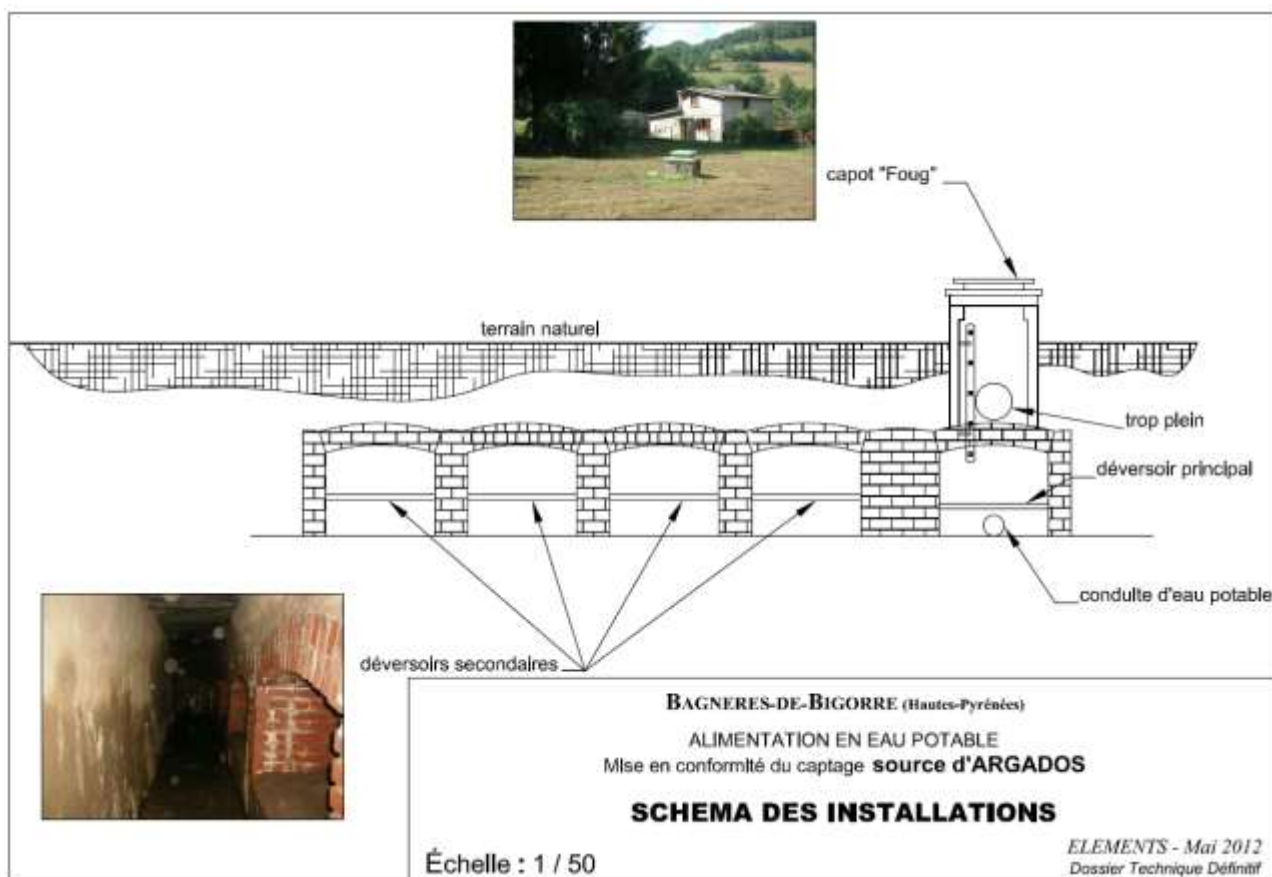 capot "Foug"
terrain naturel
trop plein
déversoir principal
conduite d'eau potable
déversoirs secondaires
BAGNERES-DE-BIGORRE (Hautes-Pyrénées)
ALIMENTATION EN EAU POTABLE
Mise en conformité du captage source d'ARGADOS
SCHEMA DES INSTALLATIONS
Échelle : 1 / 50
ELEMENTS - Mai 2012
Dossier Technique Définitif